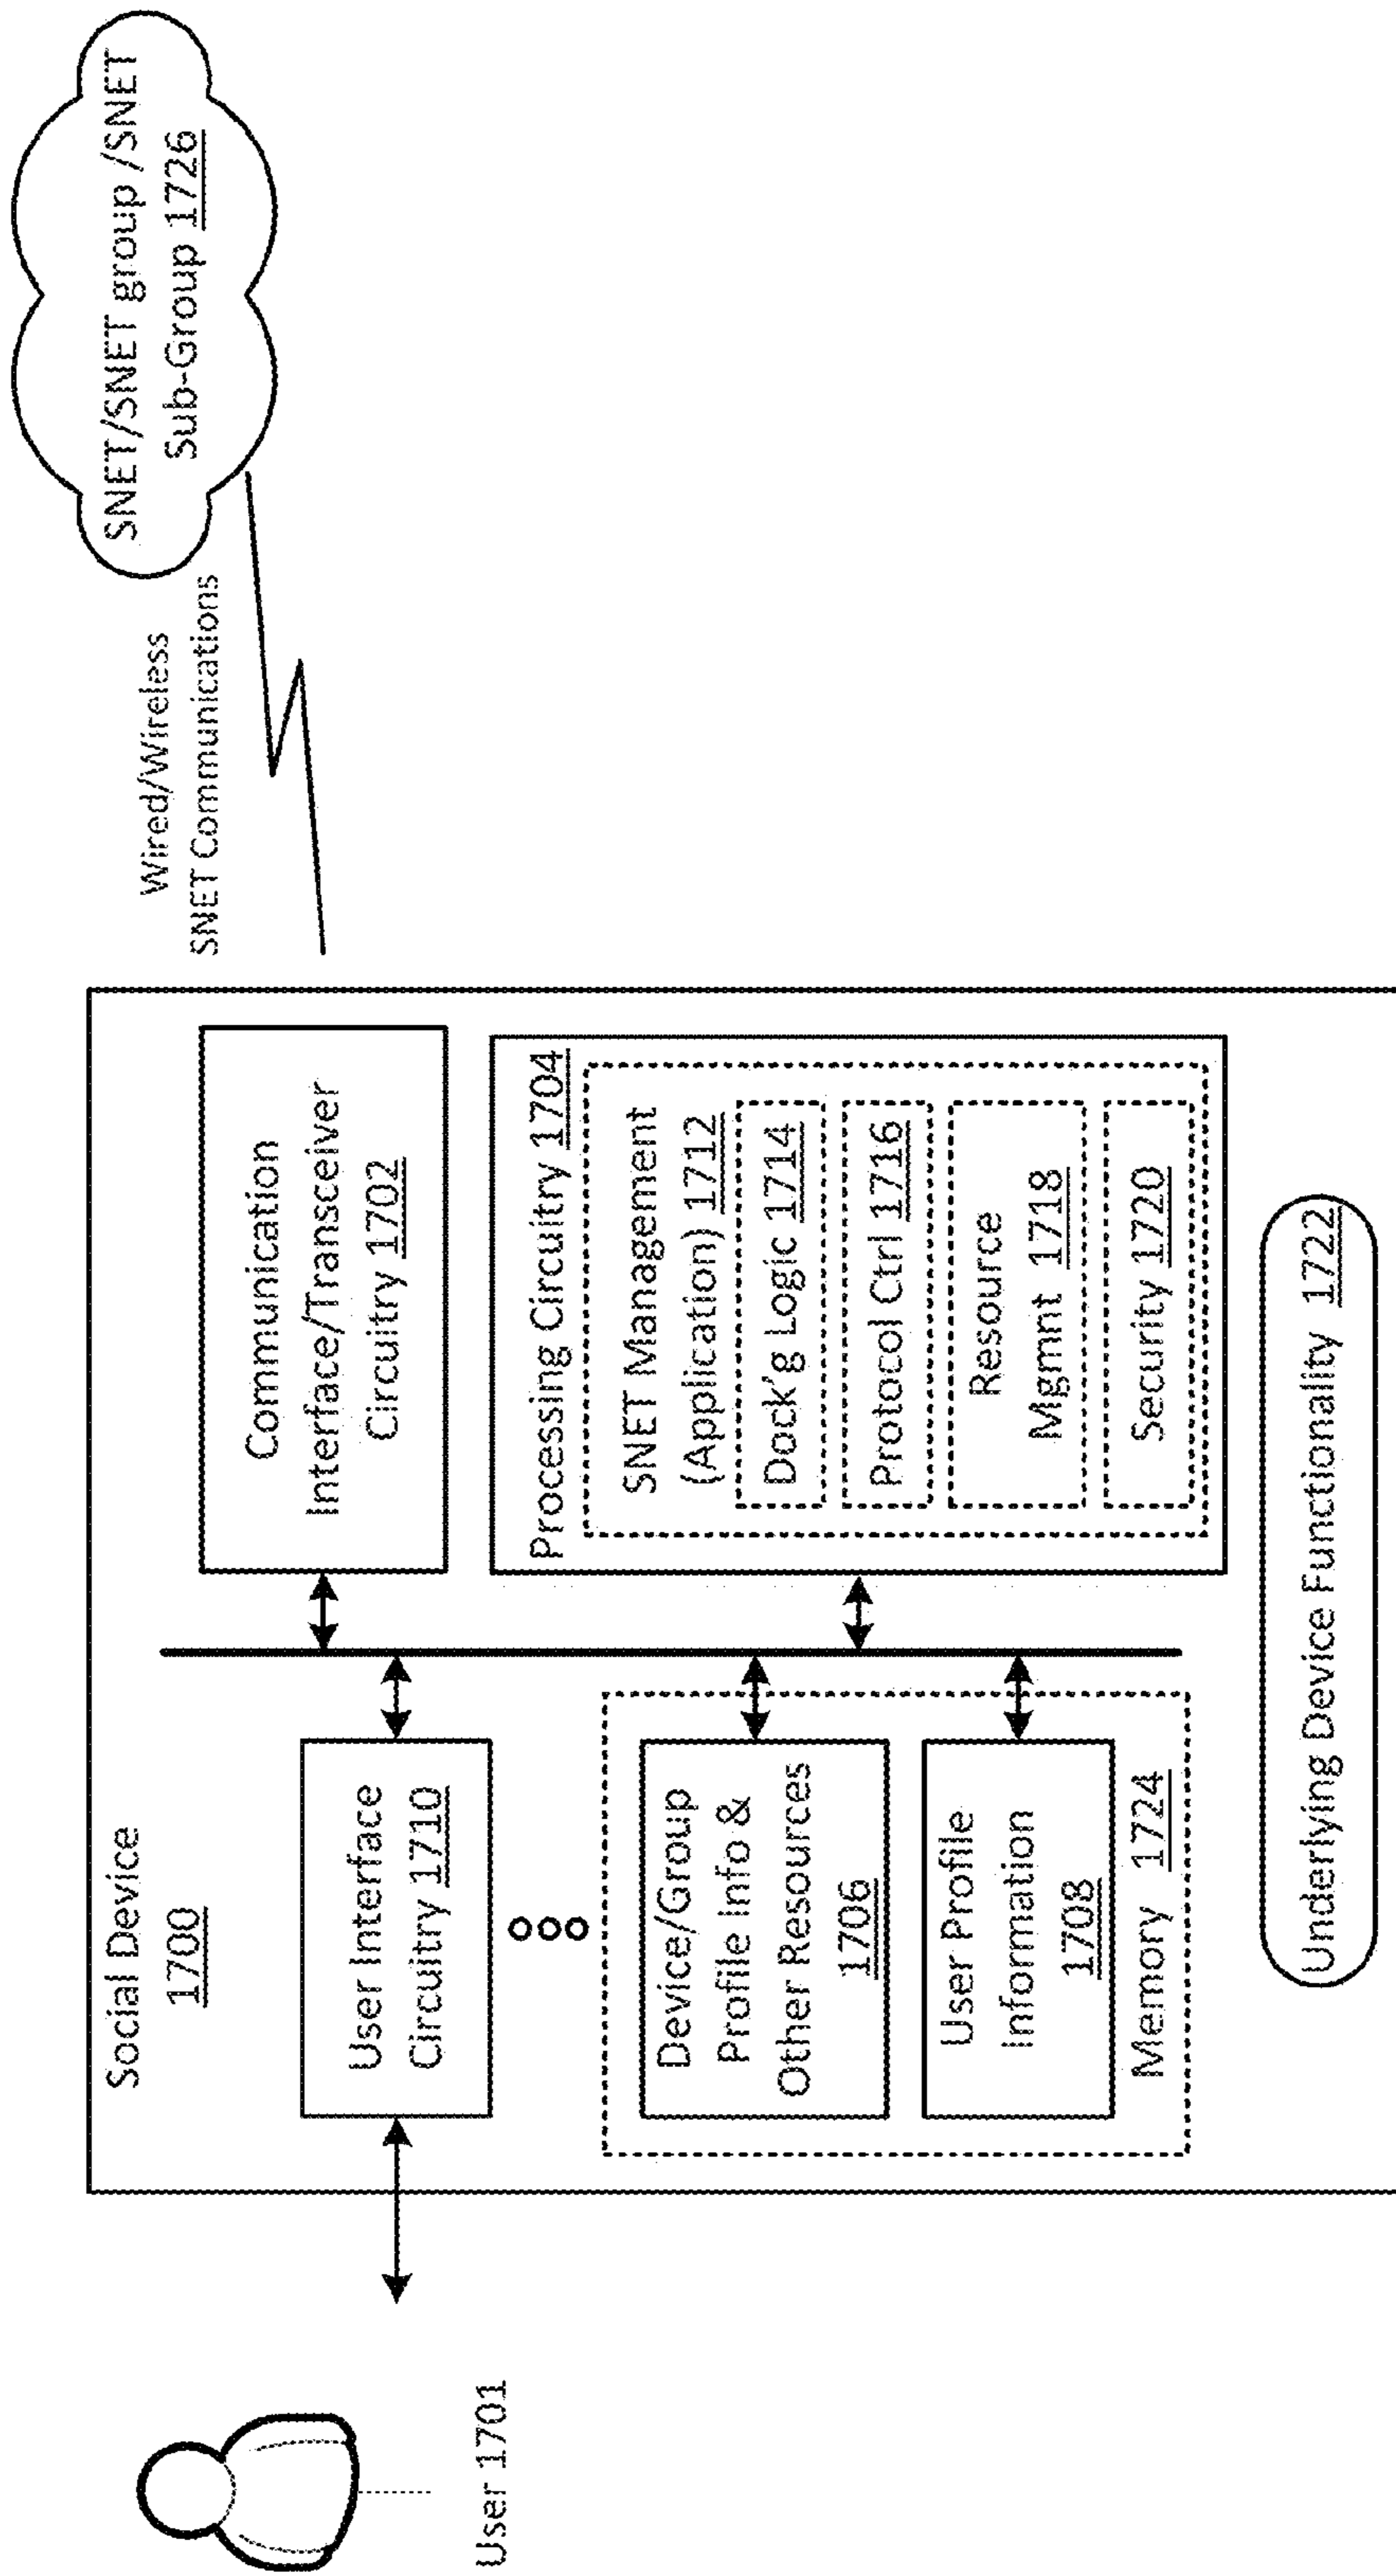 User 1701
Social Device
1700
User Interface
Circuitry 1710
Device/Group
Profile Info &
Other Resources
1706
User Profile
Information
1708
Memory 1724
Communication
Interface/Transceiver
Circuitry 1702
Processing Circuitry 1704
SNET Management
(Application) 1712
Dock'g Logic 1714
Protocol Ctrl 1716
Resource
Mgmnt 1718
Security 1720
Underlying Device Functionality 1722
Wired/Wireless
SNET Communications
SNET/SNET group /SNET
Sub-Group 1726